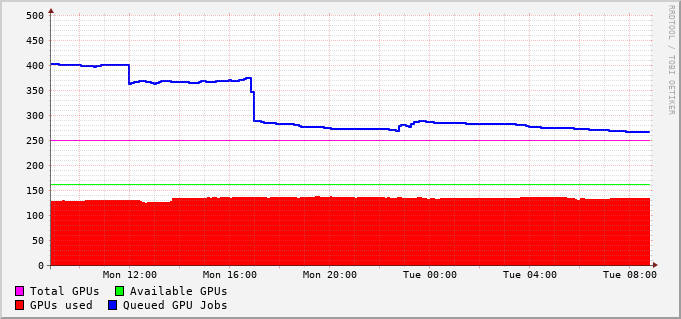 500
450
400
350
300
250
200
150
100
50
0
Mon 12:00 Mon 16:00 Mon 20:00 Tue 00:00 Tue 04:00 Tue 08:00
Total GPUs Available GPUs
GPUs used Queued GPU Jobs
RRDTOOL / TOBI OETIKER